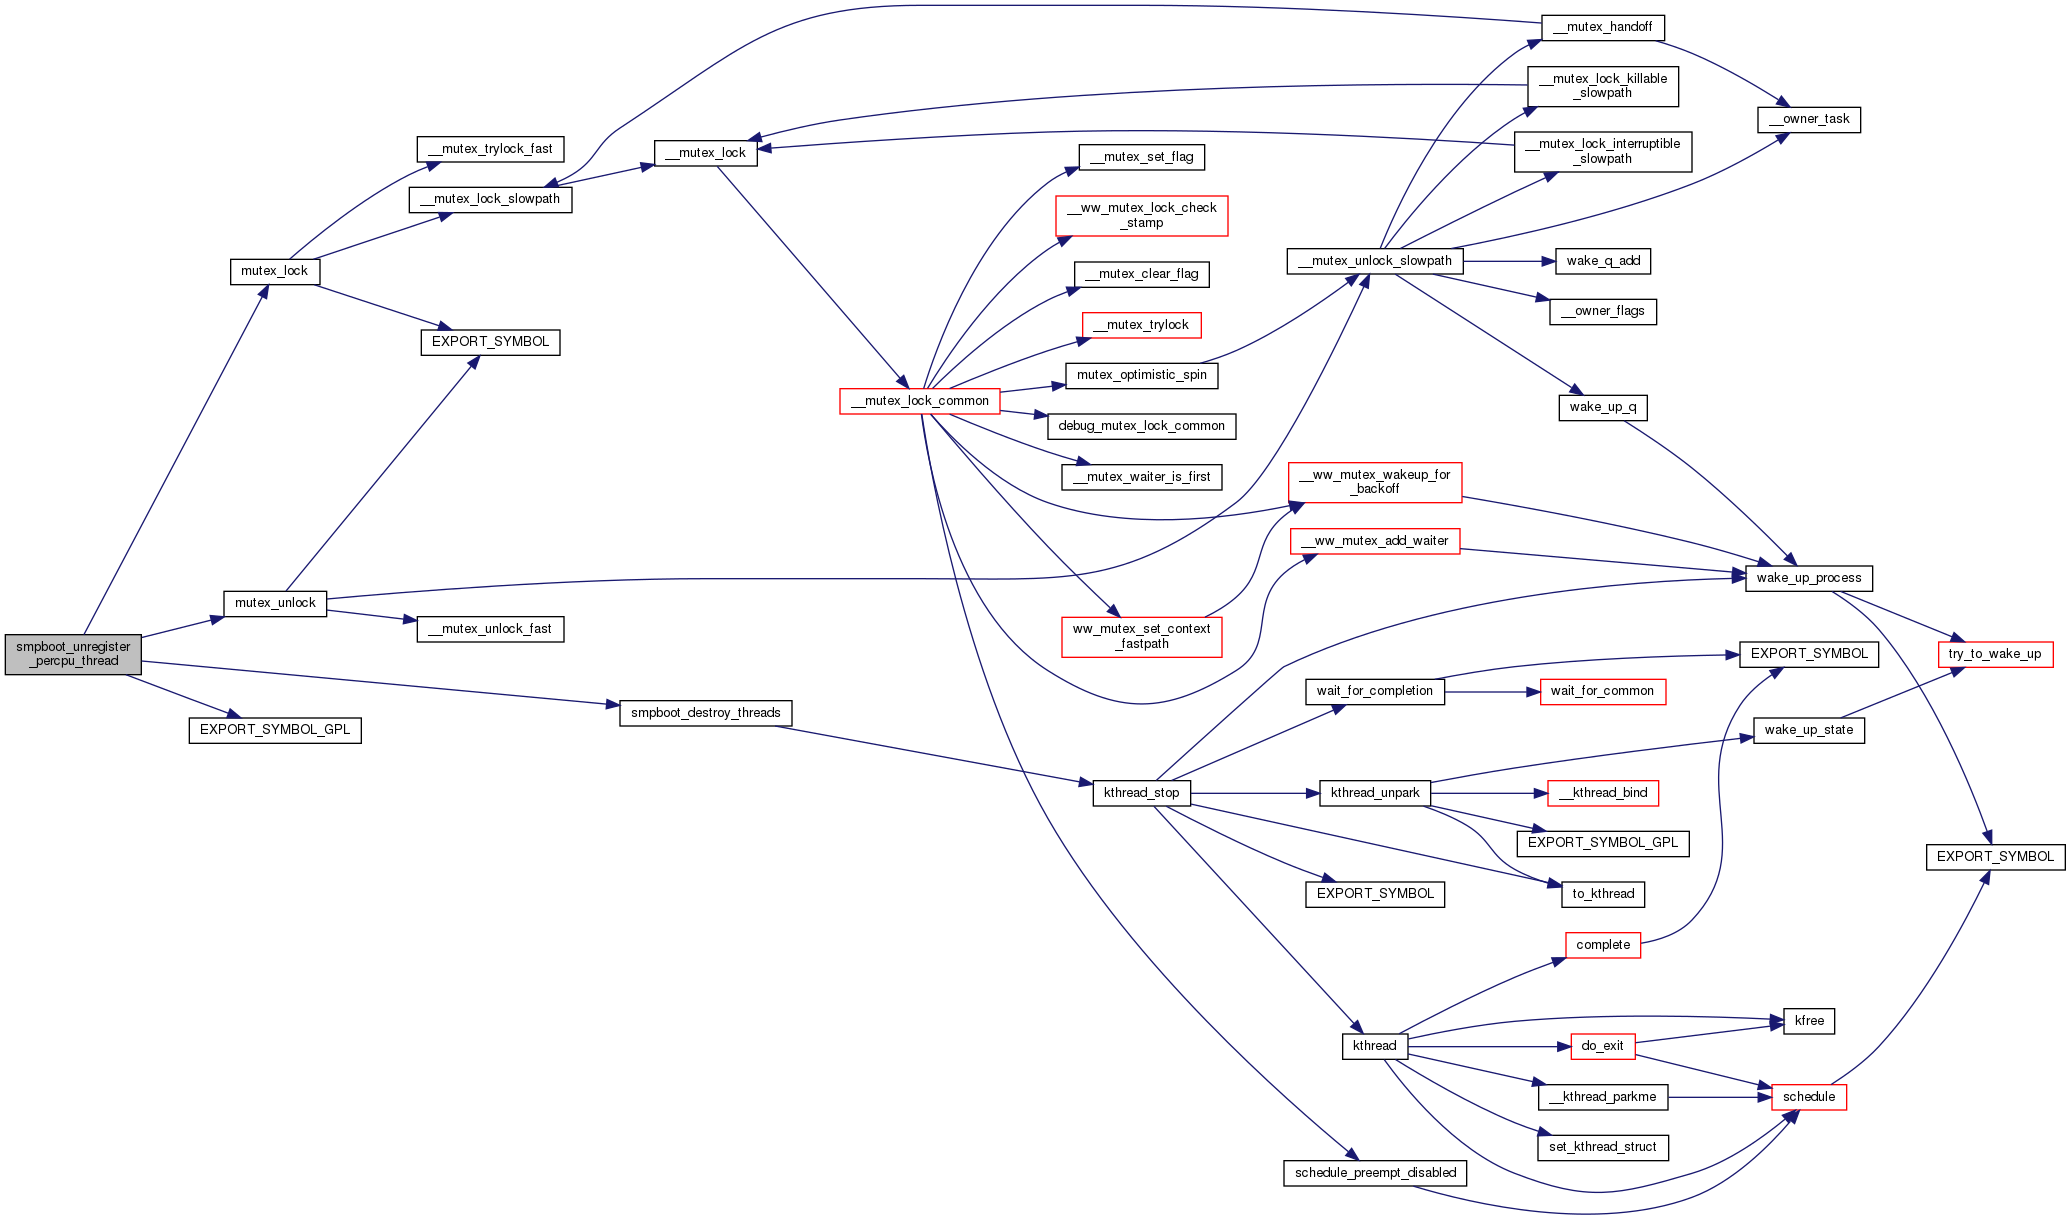 smpboot_unregister
_percpu_thread
mutex_lock
mutex_unlock
EXPORT_SYMBOL_GPL
__mutex_trylock_fast
__mutex_lock_slowpath
EXPORT_SYMBOL
__mutex_unlock_fast
smpboot_destroy_threads
__mutex_lock
__mutex_lock_common
__mutex_set_flag
__ww_mutex_lock_check
_stamp
__mutex_clear_flag
__mutex_trylock
mutex_optimistic_spin
debug_mutex_lock_common
__mutex_waiter_is_first
ww_mutex_set_context
_fastpath
kthread_stop
__mutex_unlock_slowpath
__ww_mutex_wakeup_for
_backoff
__ww_mutex_add_waiter
wait_for_completion
kthread_unpark
EXPORT_SYMBOL
kthread
schedule_preempt_disabled
__mutex_handoff
__mutex_lock_killable
_slowpath
__mutex_lock_interruptible
_slowpath
wake_q_add
__owner_flags
wake_up_q
wait_for_common
__kthread_bind
EXPORT_SYMBOL_GPL
to_kthread
complete
do_exit
__kthread_parkme
set_kthread_struct
__owner_task
wake_up_process
EXPORT_SYMBOL
wake_up_state
kfree
schedule
try_to_wake_up
EXPORT_SYMBOL